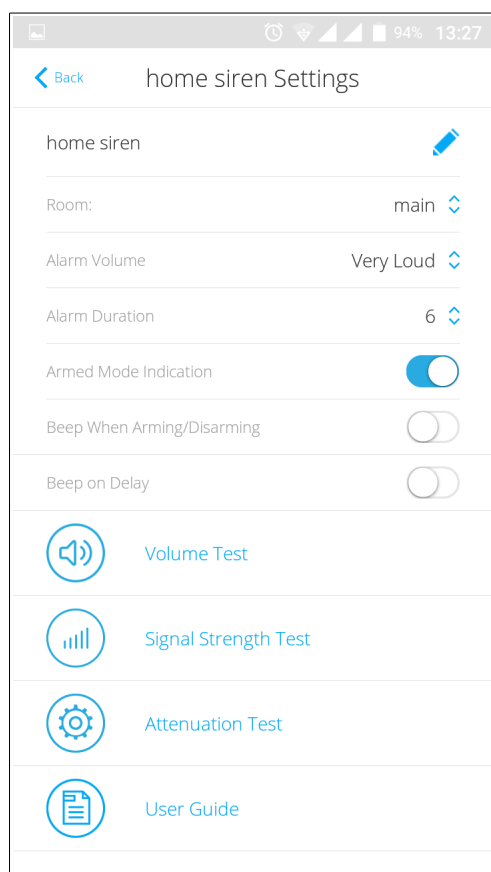 94% 13:27
Back home siren Settings
home siren
Room: main
Alarm Volume Very Loud
Alarm Duration 6
Armed Mode Indication
Beep When Arming/Disarming
Beep on Delay
Volume Test
Signal Strength Test
Attenuation Test
User Guide